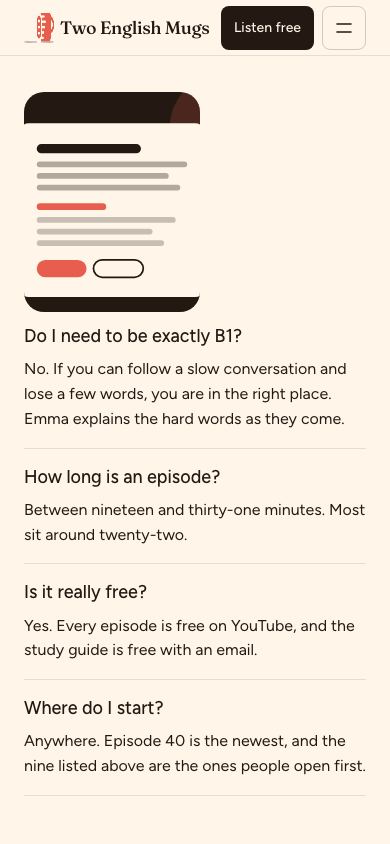 Two English Mugs
Listen free
Do I need to be exactly B1?
No. If you can follow a slow conversation and
lose a few words, you are in the right place.
Emma explains the hard words as they come.
How long is an episode?
Between nineteen and thirty-one minutes. Most
sit around twenty-two.
Is it really free?
Yes. Every episode is free on YouTube, and the
study guide is free with an email.
Where do I start?
Anywhere. Episode 40 is the newest, and the
nine listed above are the ones people open first.